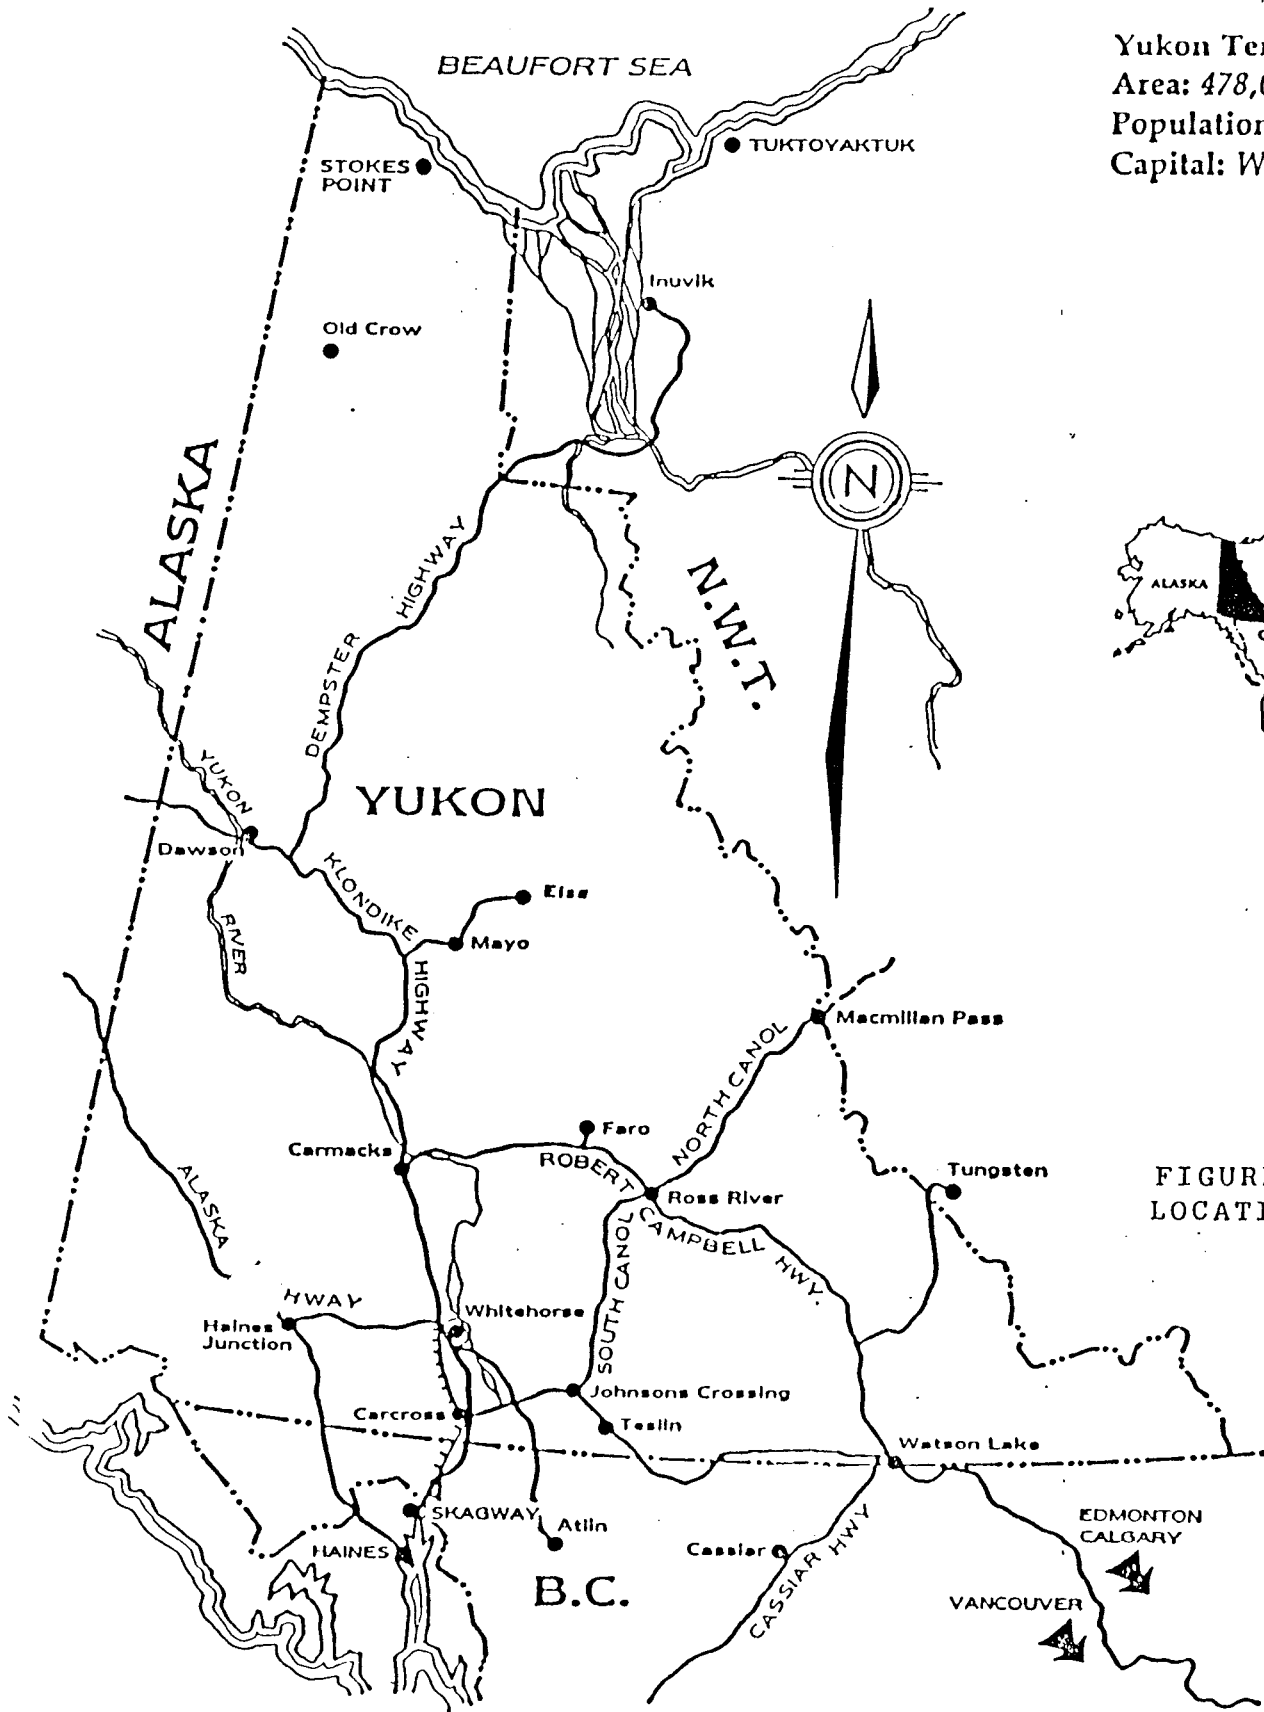 BEAUFORT SEA
Yukon Te
Area: 478,
Population
Capital: W
TUKTOYAKTUK
STOKES
POINT
Inuvik
Old Crow
ALASKA
N
HIGHWAY
DEMPSTER
N.W.T.
ALASKA
YUKON
YUKON
Dawson
KLONDIKE
Elsa
RIVER
Mayo
HIGHWAY
Macmillan Pass
NORTH CANOL
Faro
Carmacks
ROBERT
Tungsten
FIGUR
LOCATI
ALASKA
Ross River
CAMPBELL
HWY.
SOUTH CANOL
HWAY
Whitehorse
Haines
Junction
Johnsons Crossing
Carcross
Teslin
Watson Lake
SKAGWAY
Atlin
EDMONTON
CALGARY
HAINES
Cassiar
CASSIAR HWY
B.C.
VANCOUVER